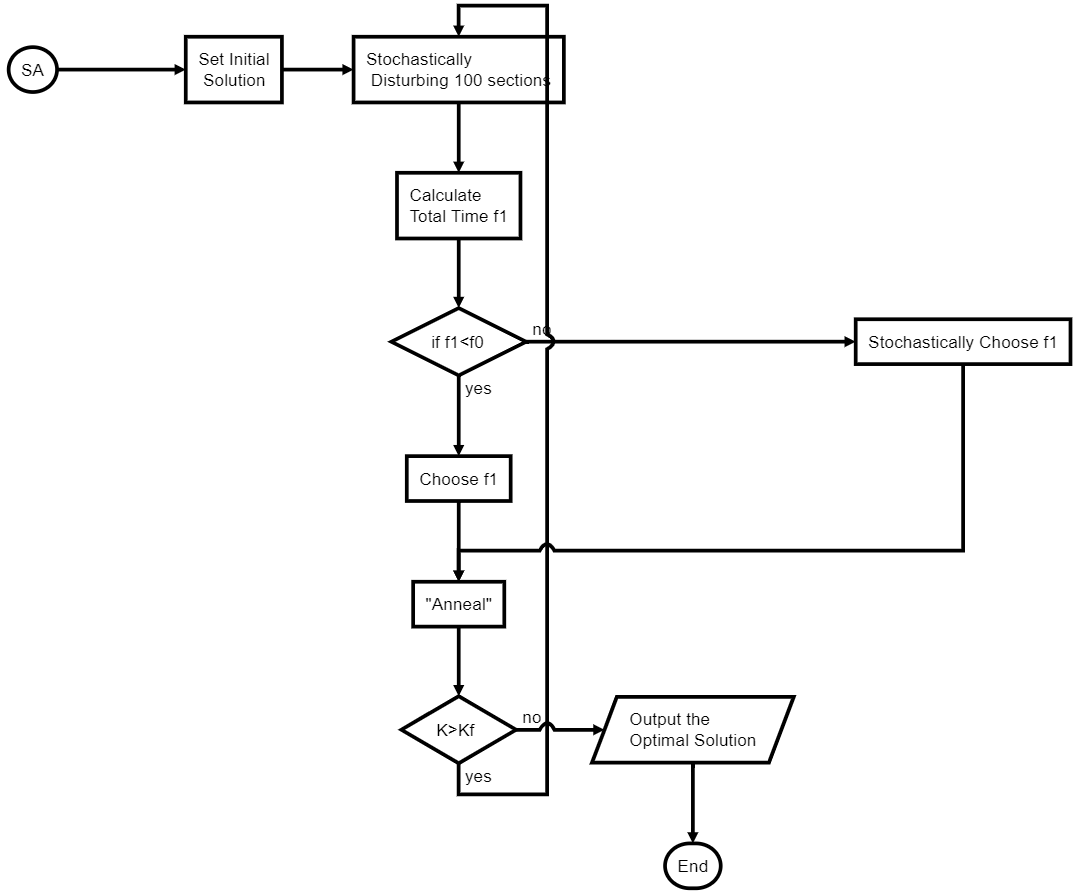 SA
Set Initial
Solution
Stochastically
Disturbing 100 sections
Calculate
Total Time f1
if f1<f0
no
Stochastically Choose f1
yes
Choose f1
"Anneal"
K>Kf
no
Output the
Optimal Solution
yes
End